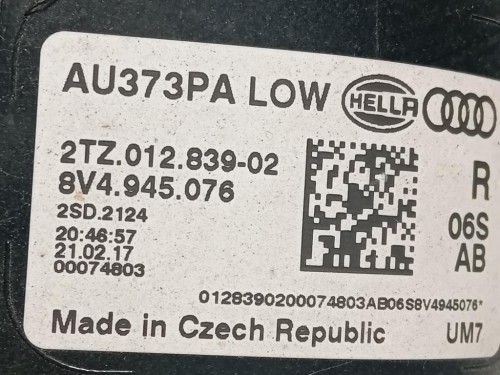 AU373PA LOW HELLA
2TZ.012.839-02
8V4.945.076 R
2SD.2124 06S
20:46:57 AB
21.02.17
00074803
0128390200074803AB06S8V4945076*
Made in Czech Republic UM7